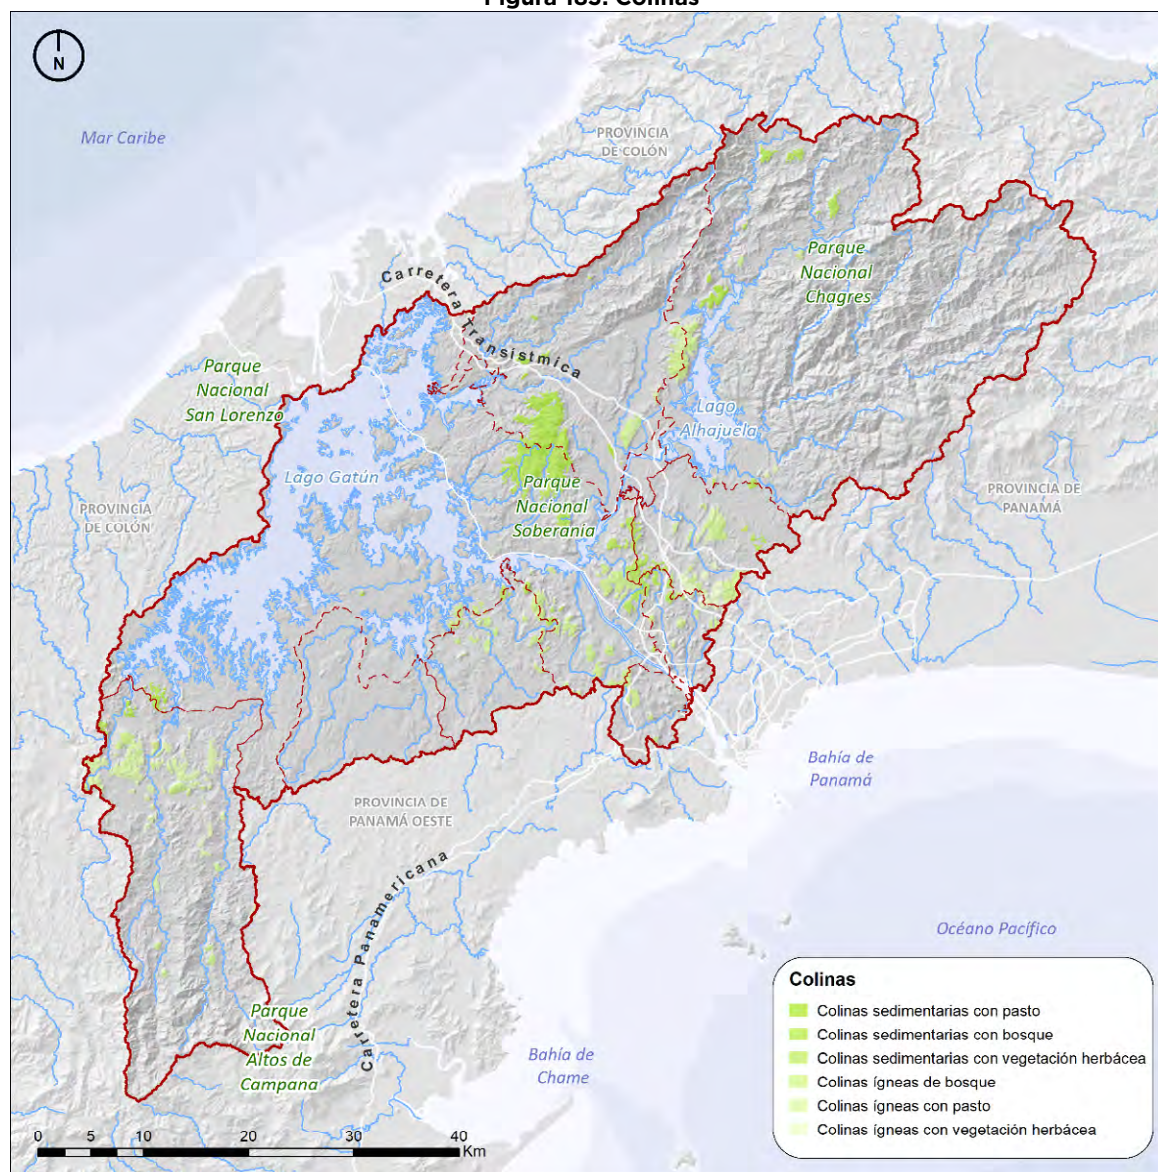 Figura 183. Colinas
N
Mar Caribe
PROVINCIA
DE COLÓN
Parque
Nacional
Chagres
Carretera Transístmica
Parque
Nacional
San Lorenzo
Lago
Alhajuela
Lago Gatún
Parque
Nacional
Soberanía
PROVINCIA DE
PANAMÁ
PROVINCIA
DE COLÓN
Bahía de
Panamá
PROVINCIA DE
PANAMÁ OESTE
Carretera Panamericana
Océano Pacífico
Parque
Nacional
Altos de
Campana
Bahía de
Chame
Colinas
Colinas sedimentarias con pasto
Colinas sedimentarias con bosque
Colinas sedimentarias con vegetación herbácea
Colinas ígneas de bosque
Colinas ígneas con pasto
Colinas ígneas con vegetación herbácea
0 5 10 20 30 40
Km